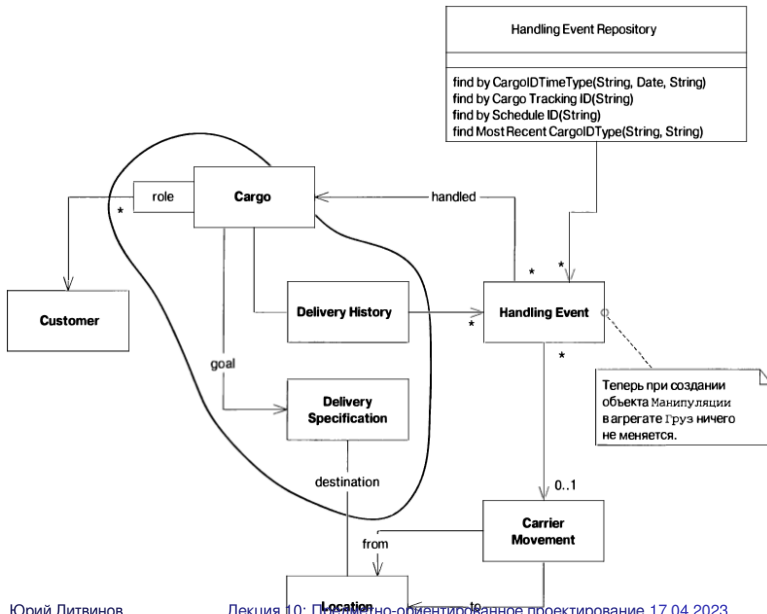 Handling Event Repository
find by CargoIDTimeType(String, Date, String)
find by Cargo Tracking ID(String)
find by Schedule ID(String)
find Most Recent CargoIDType(String, String)
role
Cargo
handled
*
*
*
Customer
Delivery History
*
Handling Event
*
goal
Теперь при создании
объекта Манипуляции
в агрегате Груз ничего
не меняется.
Delivery
Specification
destination
0..1
Carrier
Movement
from
Location
to
Юрий Литвинов
Лекция 10: Предметно-ориентированное проектирование 17.04.2023